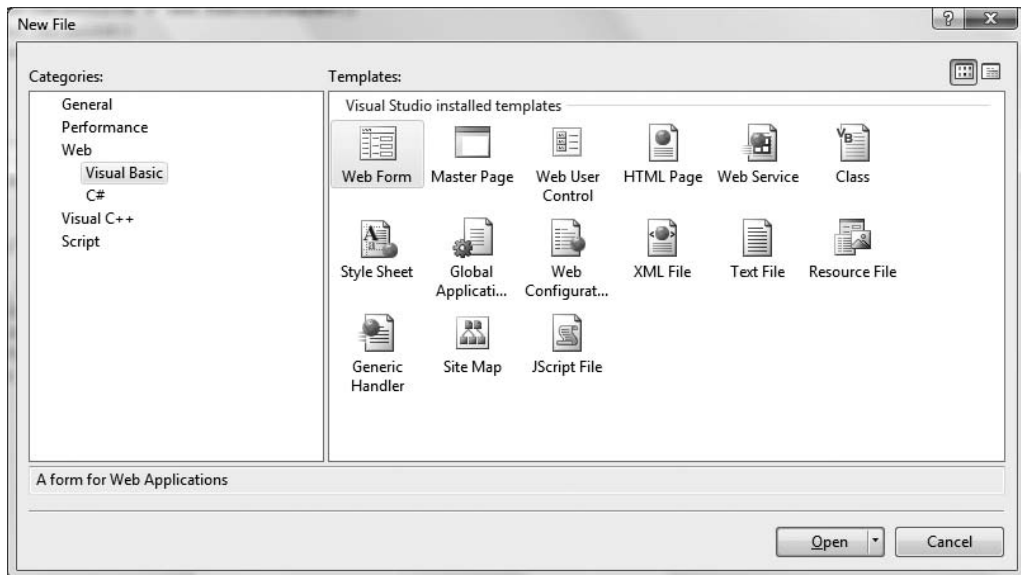 New File
Categories:
General
Performance
Web
Visual Basic
C#
Visual C++
Script
Templates:
Visual Studio installed templates
Web Form
Master Page
Web User
Control
HTML Page
Web Service
VB
Class
Style Sheet
Global
Applicati...
Web
Configurat...
XML File
Text File
Resource File
Generic
Handler
Site Map
JScript File
A form for Web Applications
Open
Cancel